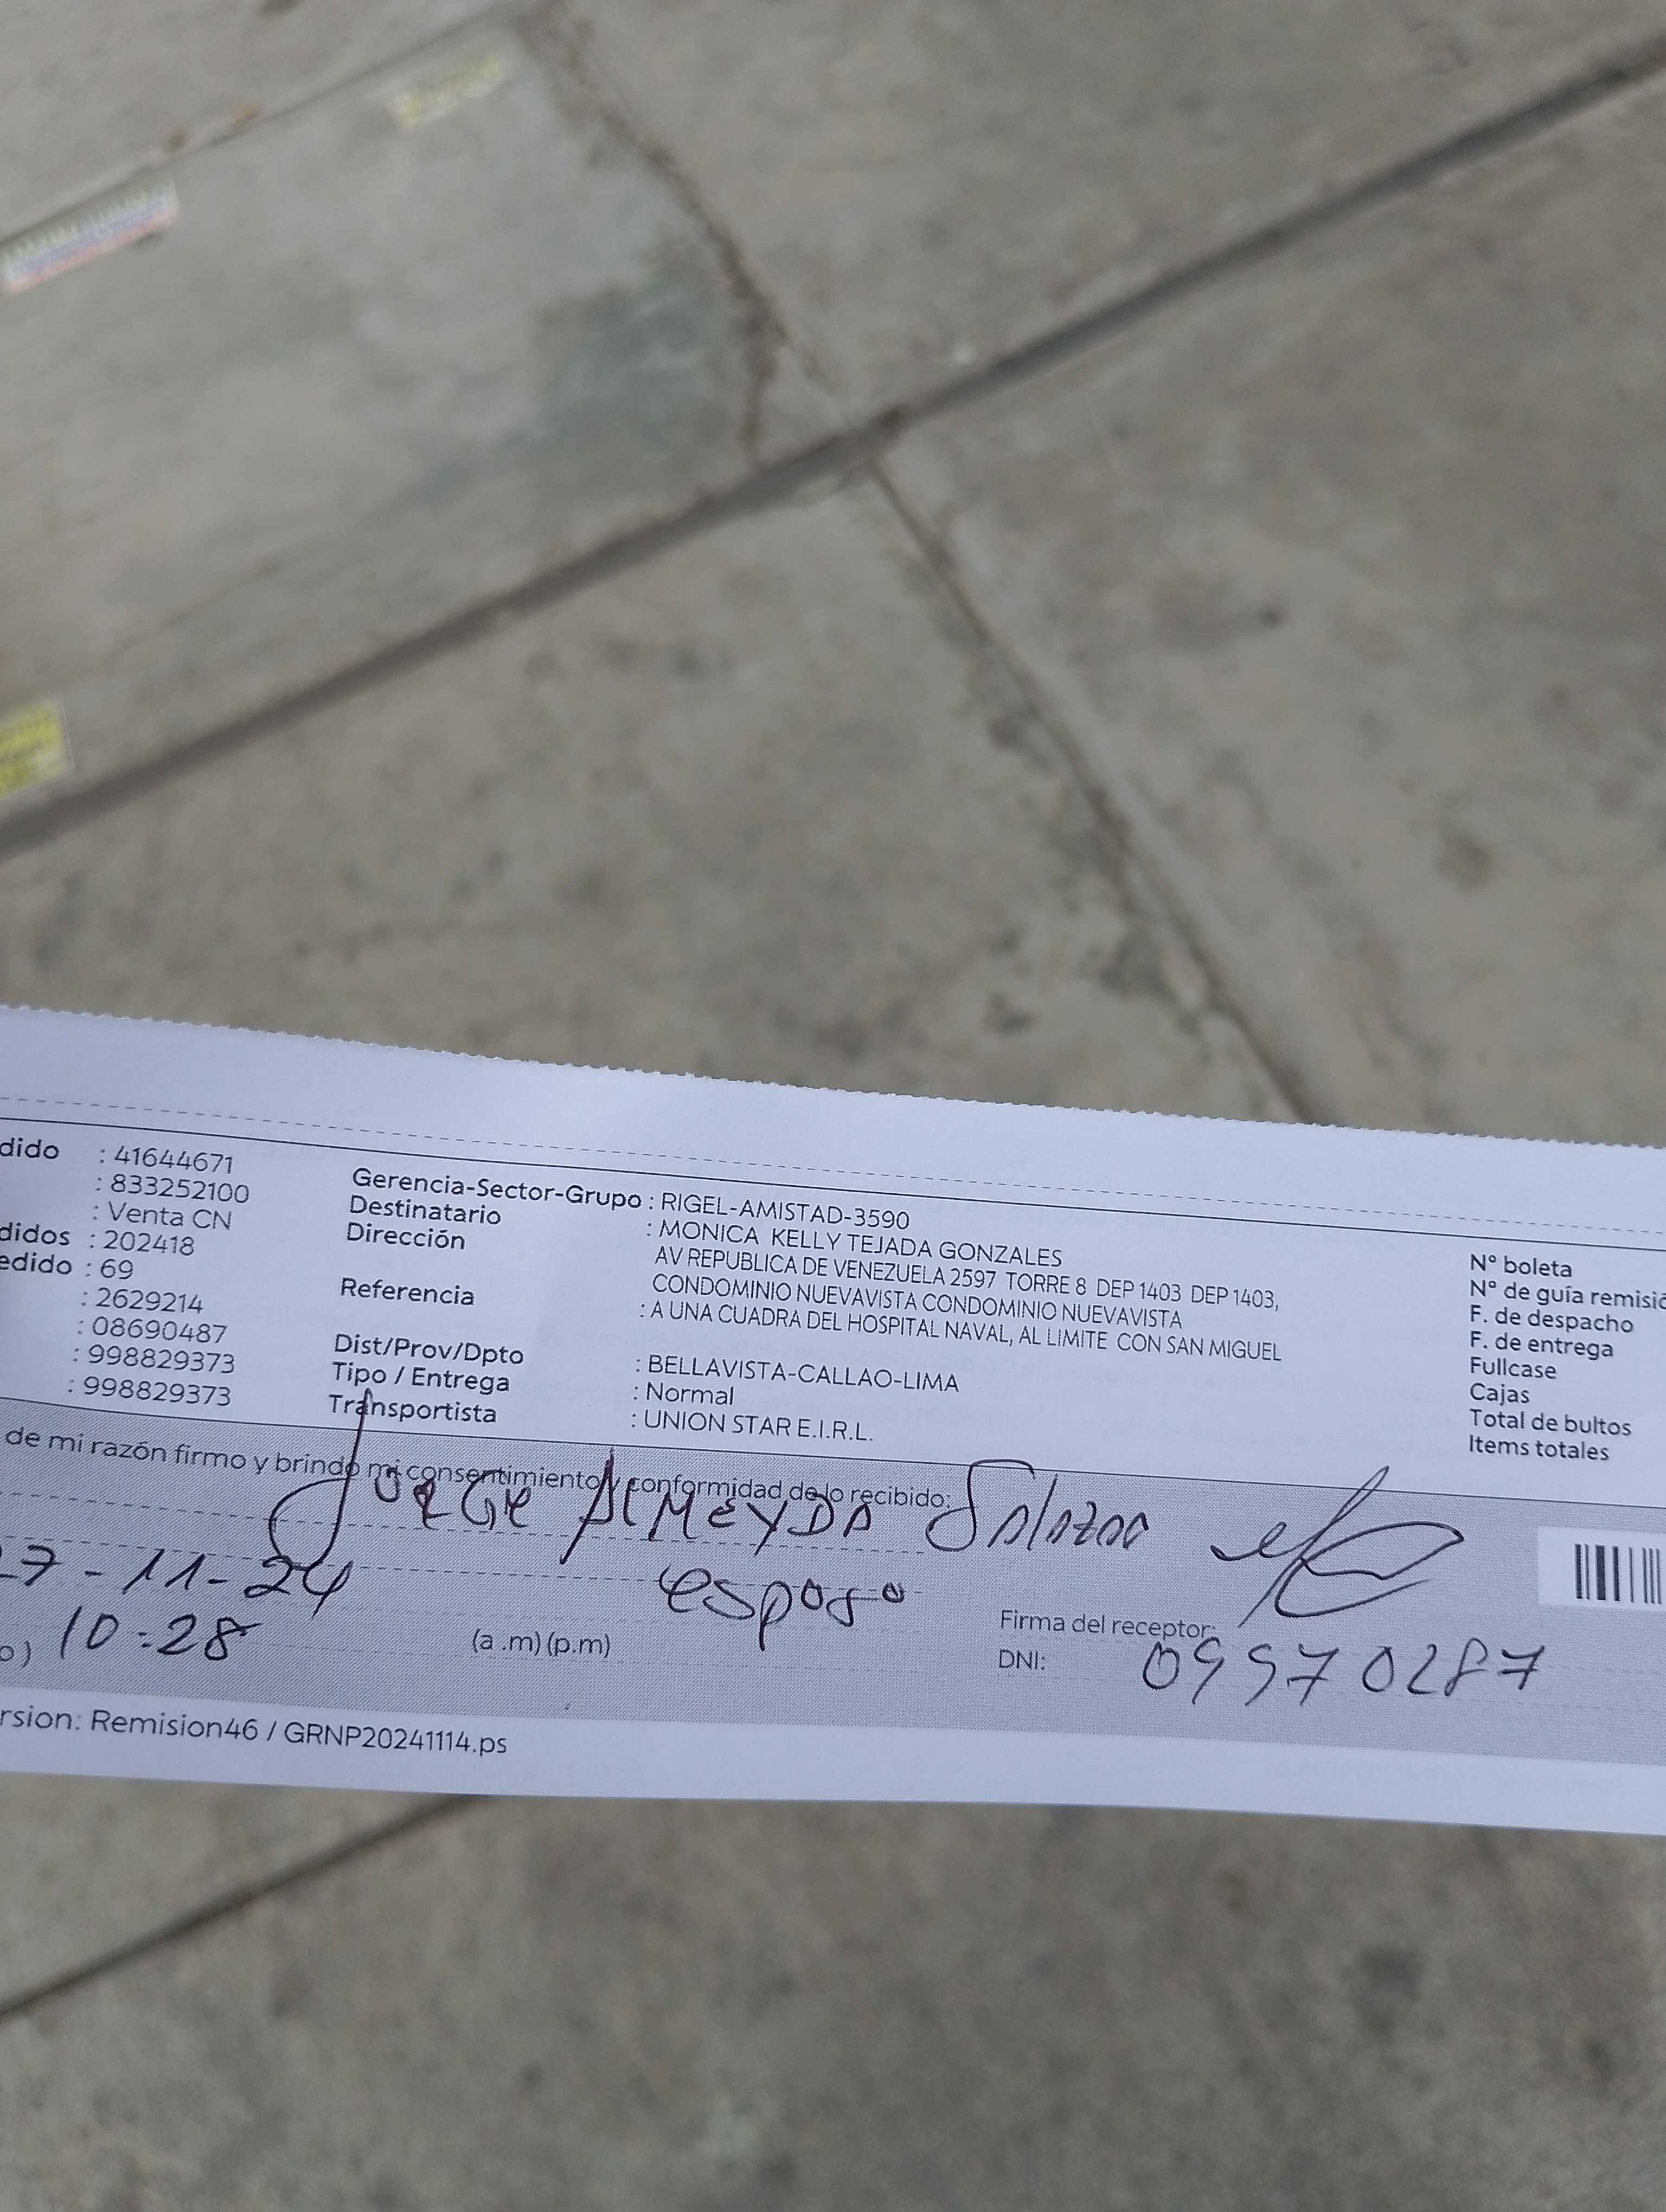 dido : 41644671
: 833252100
: Venta CN
didos : 202418
edido : 69
: 2629214
: 08690487
: 998829373
: 998829373
Gerencia-Sector-Grupo : RIGEL-AMISTAD-3590
Destinatario : MONICA KELLY TEJADA GONZALES
Dirección AV REPUBLICA DE VENEZUELA 2597 TORRE 8 DEP 1403 DEP 1403,
CONDOMINIO NUEVAVISTA CONDOMINIO NUEVAVISTA
Referencia : A UNA CUADRA DEL HOSPITAL NAVAL, AL LIMITE CON SAN MIGUEL
Dist/Prov/Dpto : BELLAVISTA-CALLAO-LIMA
Tipo / Entrega : Normal
Transportista : UNION STAR E.I.R.L.
N° boleta
N° de guía remisió
F. de despacho
F. de entrega
Fullcase
Cajas
Total de bultos
Items totales
de mi razón firmo y brindo mi consentimiento y conformidad de lo recibido:
JORGE ALMEYDA Salazar
27-11-24 esposo
o) 10:28 (a.m) (p.m)
Firma del receptor:
DNI: 09970287
rsion: Remision46 / GRNP20241114.ps